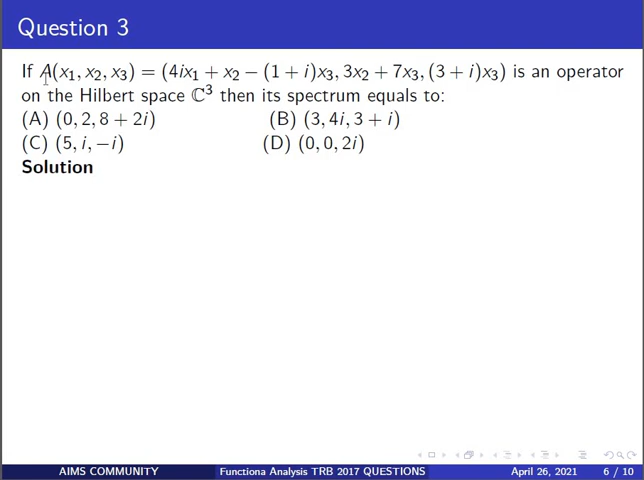 Question 3
If A(x₁, x₂, x₃) = (4ix₁ + x₂ − (1 + i)x₃, 3x₂ + 7x₃, (3 + i)x₃) is an operator
on the Hilbert space ℂ³ then its spectrum equals to:
(A) (0, 2, 8 + 2i) (B) (3, 4i, 3 + i)
(C) (5, i, −i) (D) (0, 0, 2i)
Solution
AIMS COMMUNITY Functiona Analysis TRB 2017 QUESTIONS April 26, 2021 6 / 10